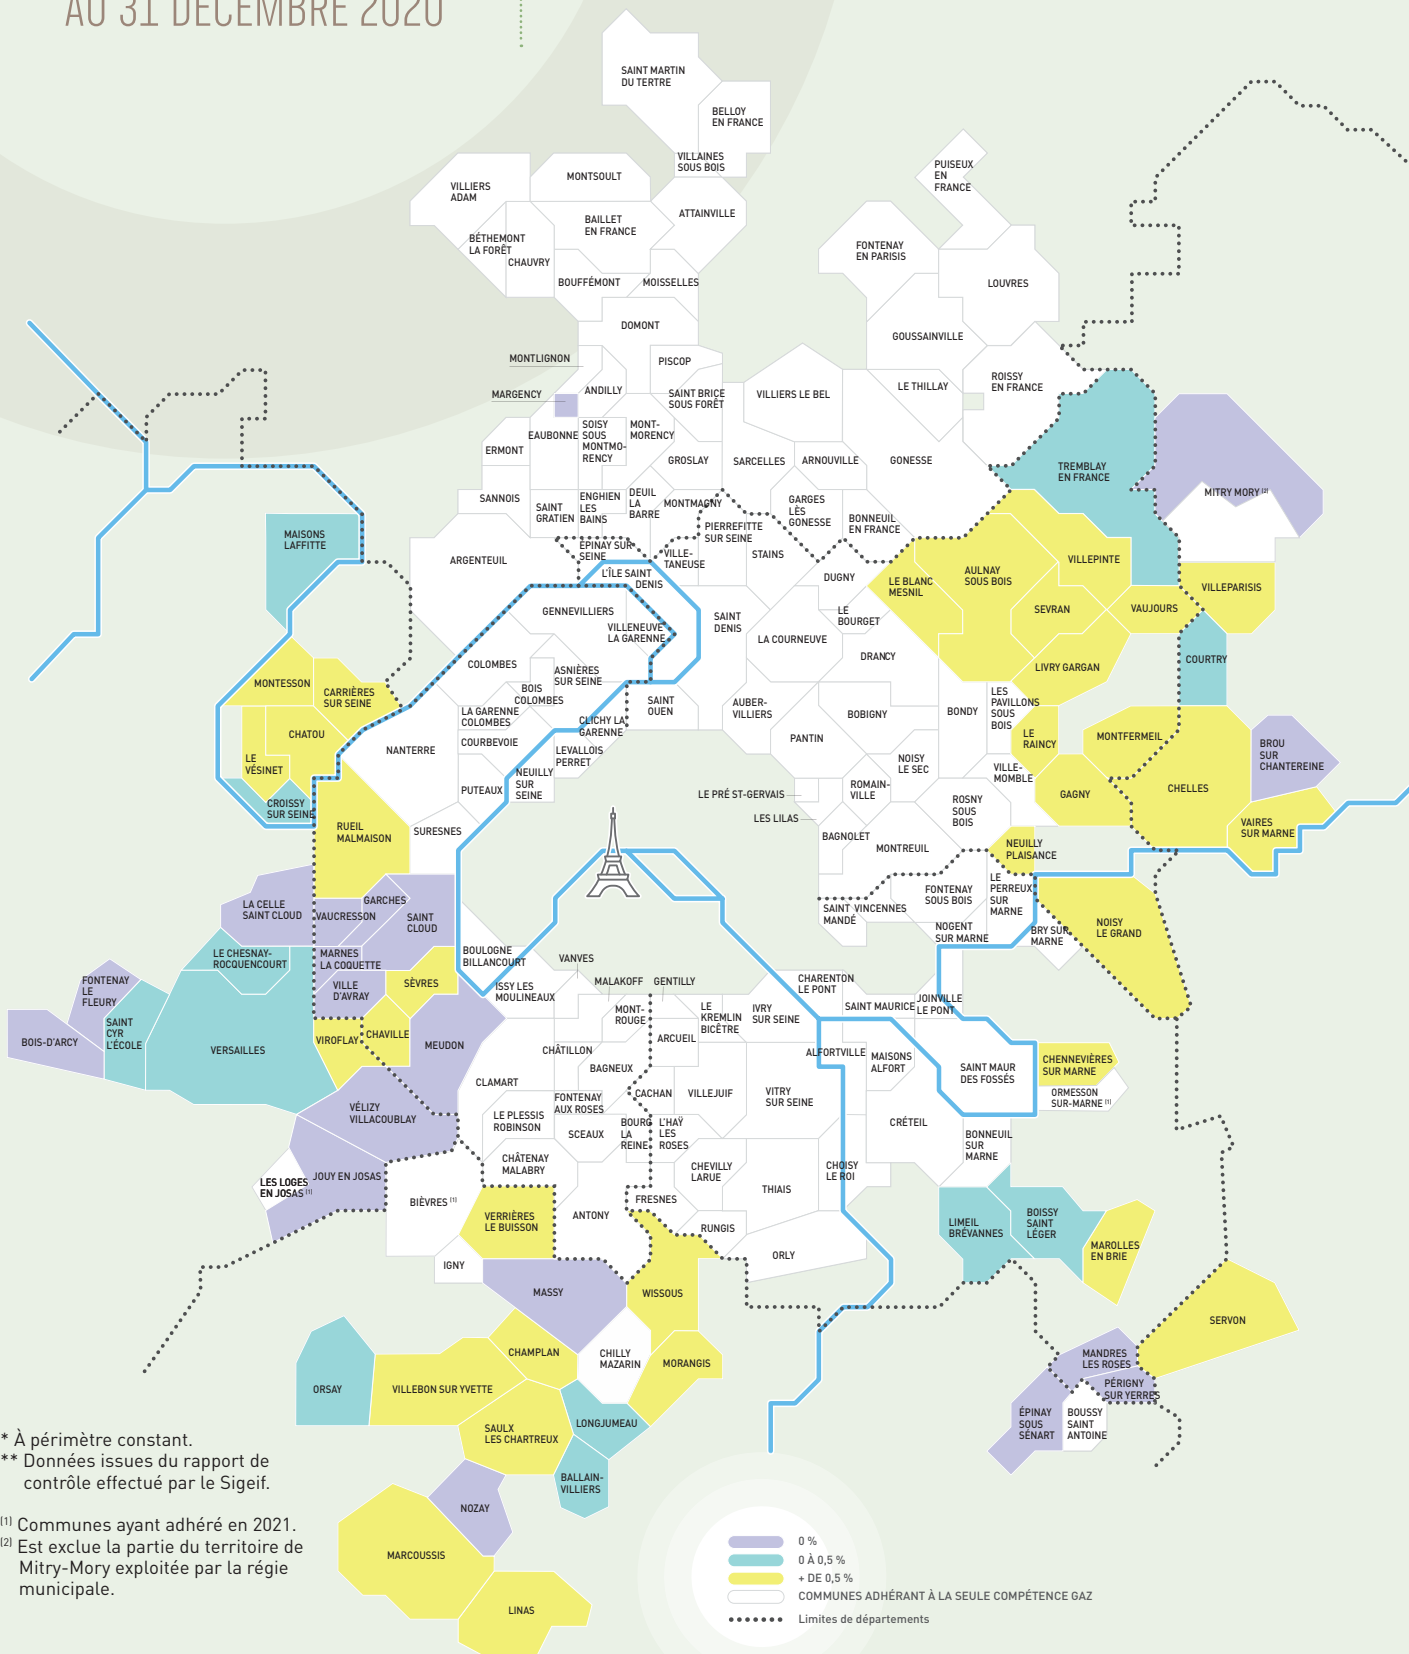 AU 31 DÉCEMBRE 2020
SAINT MARTIN
DU TERTRE
BELLOY
EN FRANCE
VILLAINES
SOUS BOIS
PUISEUX
EN
FRANCE
MONTSOULT
VILLIERS
ADAM
ATTAINVILLE
BAILLET
EN FRANCE
BÉTHEMONT
LA FORÊT
CHAUVRY
FONTENAY
EN PARISIS
BOUFFÉMONT
MOISSELLES
LOUVRES
DOMONT
GOUSSAINVILLE
MONTLIGNON
PISCOP
ROISSY
EN FRANCE
LE THILLAY
MARGENCY
ANDILLY
SAINT BRICE
SOUS FORÊT
VILLIERS LE BEL
EAUBONNE
SOISY
SOUS
MONTMO-
RENCY
MONT-
MORENCY
ERMONT
GROSLAY
SARCELLES
ARNOUVILLE
GONESSE
TREMBLAY
EN FRANCE
MITRY MORY (2)
SANNOIS
SAINT
GRATIEN
ENGHIEN
LES
BAINS
DEUIL
LA
BARRE
MONTMAGNY
GARGES
LÈS
GONESSE
BONNEUIL
EN FRANCE
PIERREFITTE
SUR SEINE
MAISONS
LAFFITTE
ARGENTEUIL
ÉPINAY SUR
SEINE
VILLE-
TANEUSE
STAINS
VILLEPINTE
L'ÎLE SAINT
DENIS
DUGNY
LE BLANC
MESNIL
AULNAY
SOUS BOIS
VILLEPARISIS
GENNEVILLIERS
VILLENEUVE
LA GARENNE
SAINT
DENIS
LE
BOURGET
SEVRAN
VAUJOURS
LA COURNEUVE
DRANCY
COURTRY
COLOMBES
ASNIÈRES
SUR SEINE
LIVRY GARGAN
MONTESSON
CARRIÈRES
SUR SEINE
BOIS
COLOMBES
LA GARENNE
COLOMBES
CLICHY LA
GARENNE
SAINT
OUEN
AUBER-
VILLIERS
BOBIGNY
BONDY
LES
PAVILLONS
SOUS
BOIS
CHATOU
NANTERRE
COURBEVOIE
LEVALLOIS
PERRET
PANTIN
LE
RAINCY
MONTFERMEIL
BROU
SUR
CHANTEREINE
LE
VÉSINET
PUTEAUX
NEUILLY
SUR
SEINE
NOISY
LE SEC
VILLE-
MOMBLE
GAGNY
CHELLES
CROISSY
SUR SEINE
LE PRÉ ST-GERVAIS
ROMAIN-
VILLE
ROSNY
SOUS
BOIS
RUEIL
MALMAISON
SURESNES
LES LILAS
BAGNOLET
MONTREUIL
NEUILLY
PLAISANCE
VAIRES
SUR MARNE
LA CELLE
SAINT CLOUD
VAUCRESSON
GARCHES
SAINT
CLOUD
SAINT
MANDÉ
VINCENNES
FONTENAY
SOUS BOIS
LE
PERREUX
SUR
MARNE
NOGENT
SUR MARNE
BRY SUR
MARNE
NOISY
LE GRAND
LE CHESNAY-
ROCQUENCOURT
MARNES
LA COQUETTE
BOULOGNE
BILLANCOURT
VANVES
FONTENAY
LE
FLEURY
VILLE
D'AVRAY
SÈVRES
ISSY LES
MOULINEAUX
MALAKOFF
GENTILLY
CHARENTON
LE PONT
SAINT MAURICE
JOINVILLE
LE PONT
MONT-
ROUGE
LE
KREMLIN
BICÊTRE
IVRY
SUR SEINE
SAINT
CYR
L'ÉCOLE
BOIS-D'ARCY
VERSAILLES
VIROFLAY
CHAVILLE
MEUDON
CHÂTILLON
ARCUEIL
ALFORTVILLE
MAISONS
ALFORT
SAINT MAUR
DES FOSSÉS
CHENNEVIÈRES
SUR MARNE
BAGNEUX
CLAMART
FONTENAY
AUX ROSES
CACHAN
VILLEJUIF
VITRY
SUR SEINE
ORMESSON
SUR-MARNE (1)
VÉLIZY
VILLACOUBLAY
LE PLESSIS
ROBINSON
SCEAUX
BOURG
LA
REINE
L'HAŸ
LES
ROSES
CRÉTEIL
BONNEUIL
SUR
MARNE
CHÂTENAY
MALABRY
CHEVILLY
LARUE
CHOISY
LE ROI
JOUY EN JOSAS
LES LOGES
EN JOSAS (1)
BIÈVRES (1)
FRESNES
THIAIS
VERRIÈRES
LE BUISSON
ANTONY
RUNGIS
LIMEIL
BRÉVANNES
BOISSY
SAINT
LÉGER
MAROLLES
EN BRIE
ORLY
IGNY
MASSY
WISSOUS
SERVON
CHAMPLAN
CHILLY
MAZARIN
MORANGIS
MANDRES
LES ROSES
ORSAY
VILLEBON SUR YVETTE
PÉRIGNY
SUR YERRES
ÉPINAY
SOUS
SÉNART
BOUSSY
SAINT
ANTOINE
SAULX
LES CHARTREUX
LONGJUMEAU
BALLAIN-
VILLIERS
NOZAY
MARCOUSSIS
LINAS
* À périmètre constant.
** Données issues du rapport de
contrôle effectué par le Sigeif.
(1) Communes ayant adhéré en 2021.
(2) Est exclue la partie du territoire de
Mitry-Mory exploitée par la régie
municipale.
0 %
0 À 0,5 %
+ DE 0,5 %
COMMUNES ADHÉRANT À LA SEULE COMPÉTENCE GAZ
Limites de départements